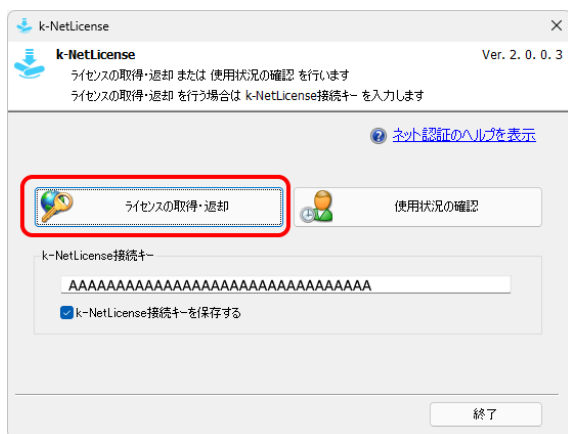 k-NetLicense
k-NetLicense
Ver. 2. 0. 0. 3
ライセンスの取得・返却 または 使用状況の確認 を行います
ライセンスの取得・返却 を行う場合は k-NetLicense接続キー を入力します
ネット認証のヘルプを表示
ライセンスの取得・返却
使用状況の確認
k-NetLicense接続キー
AAAAAAAAAAAAAAAAAAAAAAAAAAAAAAAA
k-NetLicense接続キーを保存する
終了